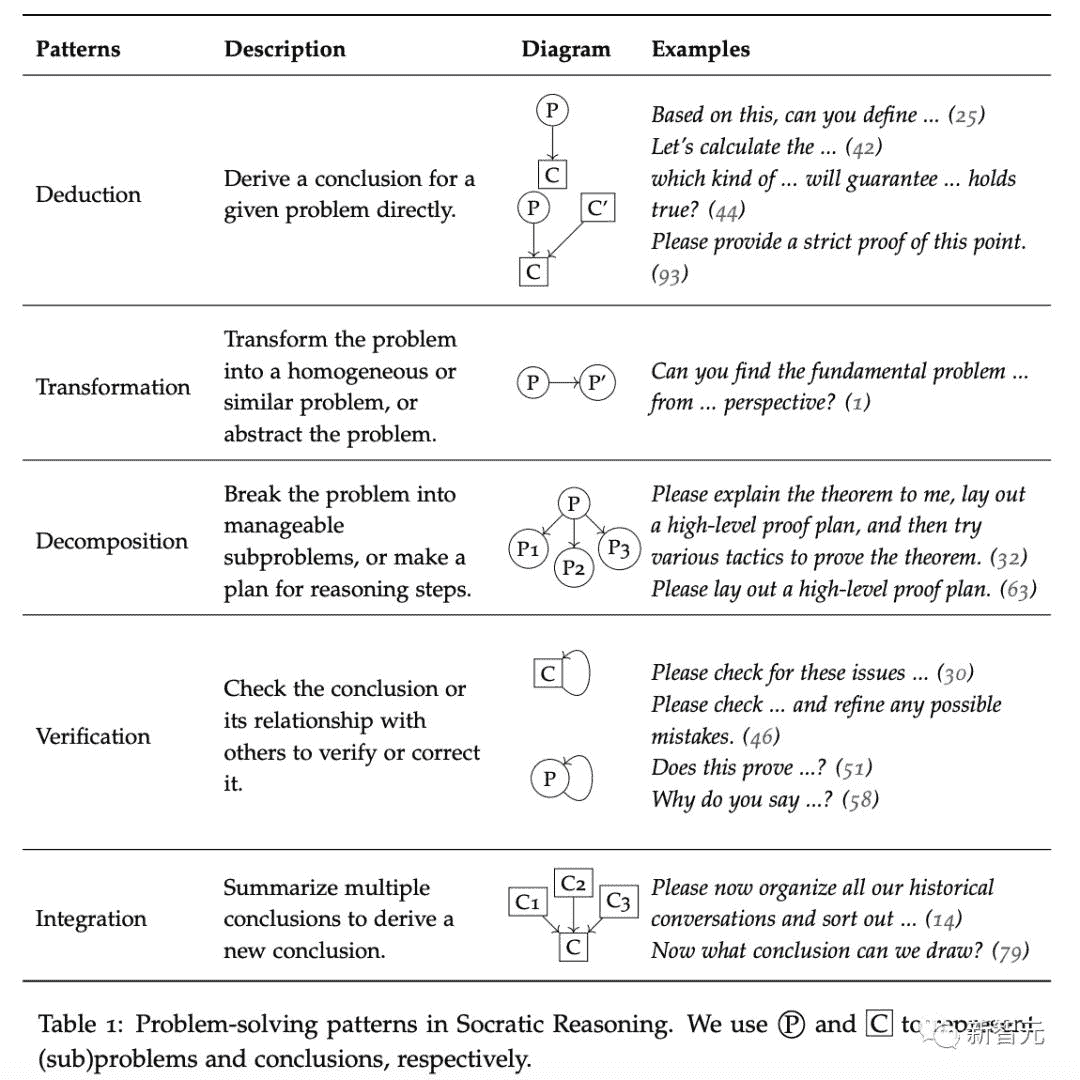 Patterns Description Diagram Examples
Deduction
Derive a conclusion for a
given problem directly.
P
C
P C′
C
Based on this, can you define ... (25)
Let's calculate the ... (42)
which kind of ... will guarantee ... holds
true? (44)
Please provide a strict proof of this point.
(93)
Transformation
Transform the problem
into a homogeneous or
similar problem, or
abstract the problem.
P P′
Can you find the fundamental problem ...
from ... perspective? (1)
Decomposition
Break the problem into
manageable
subproblems, or make a
plan for reasoning steps.
P
P1 P2 P3
Please explain the theorem to me, lay out
a high-level proof plan, and then try
various tactics to prove the theorem. (32)
Please lay out a high-level proof plan. (63)
Verification
Check the conclusion or
its relationship with
others to verify or correct
it.
C
P
Please check for these issues ... (30)
Please check ... and refine any possible
mistakes. (46)
Does this prove ...? (51)
Why do you say ...? (58)
Integration
Summarize multiple
conclusions to derive a
new conclusion.
C1 C2 C3
C
Please now organize all our historical
conversations and sort out ... (14)
Now what conclusion can we draw? (79)
Table 1: Problem-solving patterns in Socratic Reasoning. We use P and C to represent
(sub)problems and conclusions, respectively.
新智元